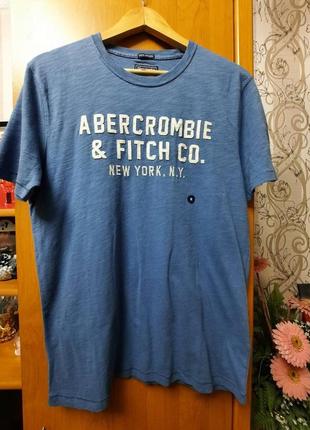 ABERCROMBIE
& FITCH CO.
NEW YORK, N.Y.